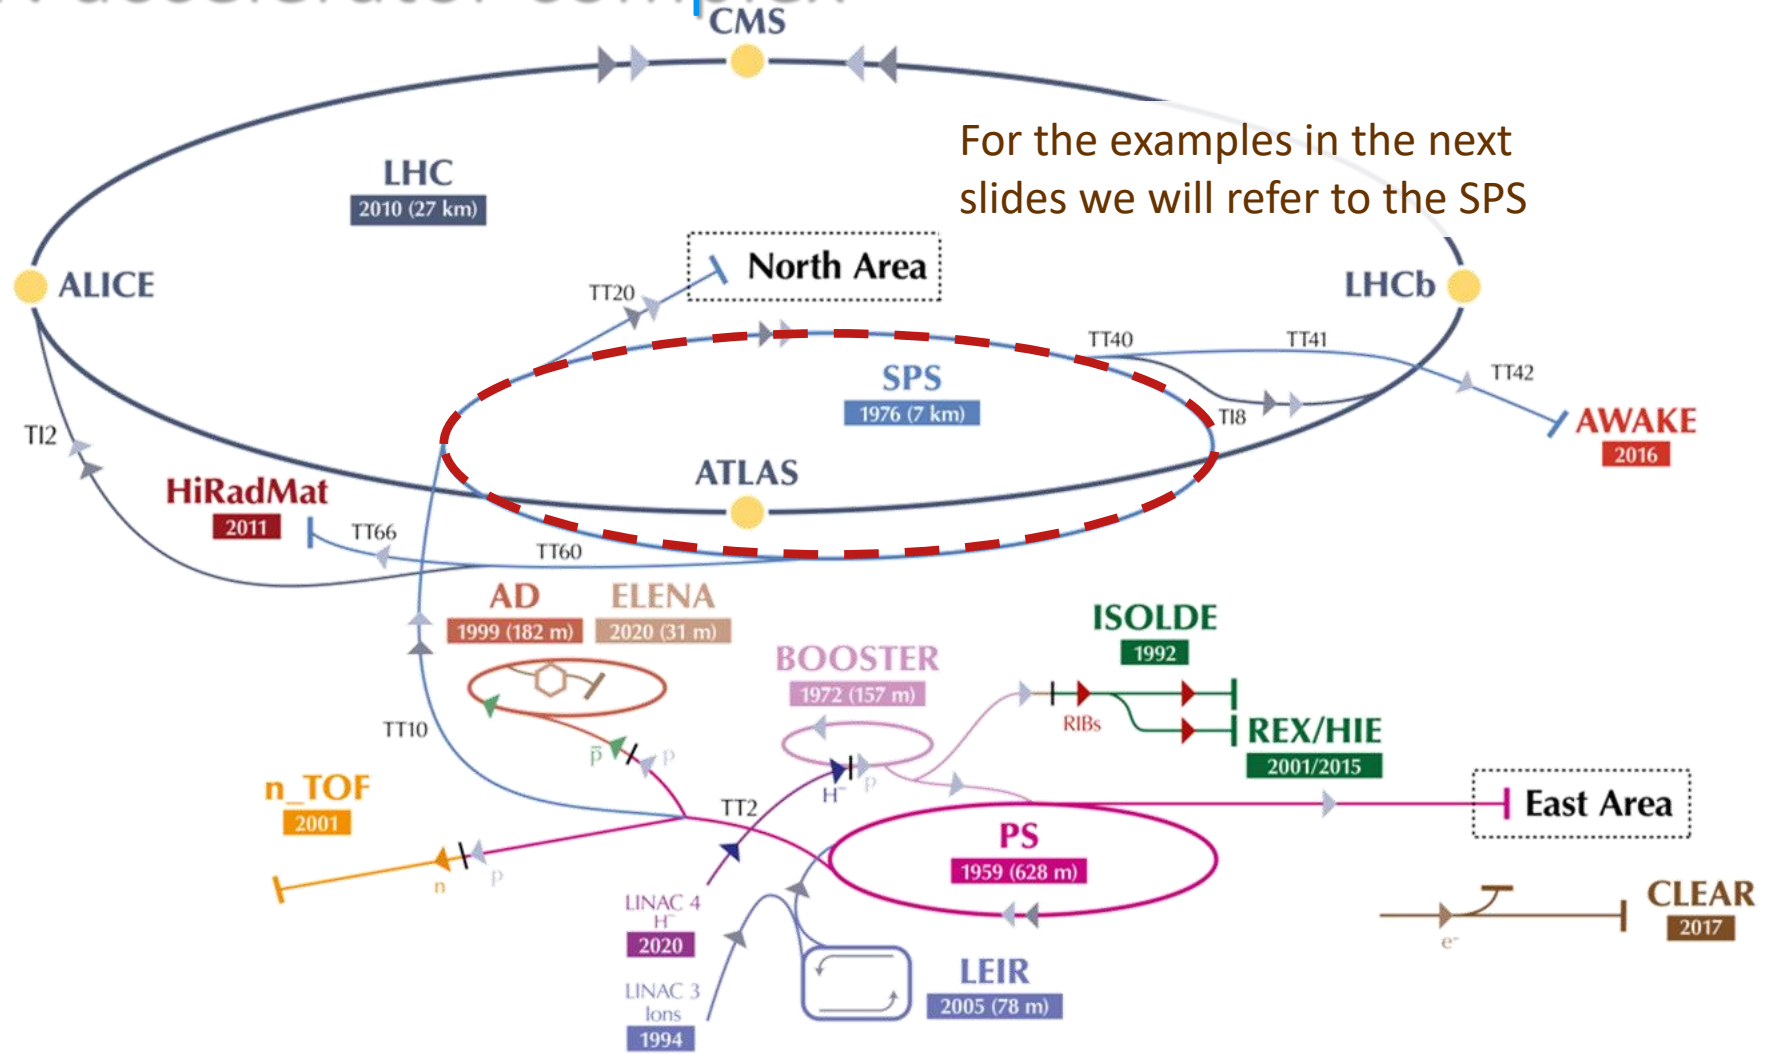 accelerator complex
CMS
For the examples in the next
slides we will refer to the SPS
LHC
2010 (27 km)
North Area
TT20
ALICE
LHCb
TT40
TT41
TT42
SPS
1976 (7 km)
TI8
AWAKE
2016
TI2
ATLAS
HiRadMat
2011
TT66
TT60
AD
1999 (182 m)
ELENA
2020 (31 m)
ISOLDE
1992
BOOSTER
1972 (157 m)
RIBs
REX/HIE
2001/2015
TT10
p̅
p
H⁻
p
n_TOF
2001
TT2
East Area
PS
1959 (628 m)
n
p
LINAC 4
H⁻
2020
CLEAR
2017
e⁻
LEIR
2005 (78 m)
LINAC 3
Ions
1994